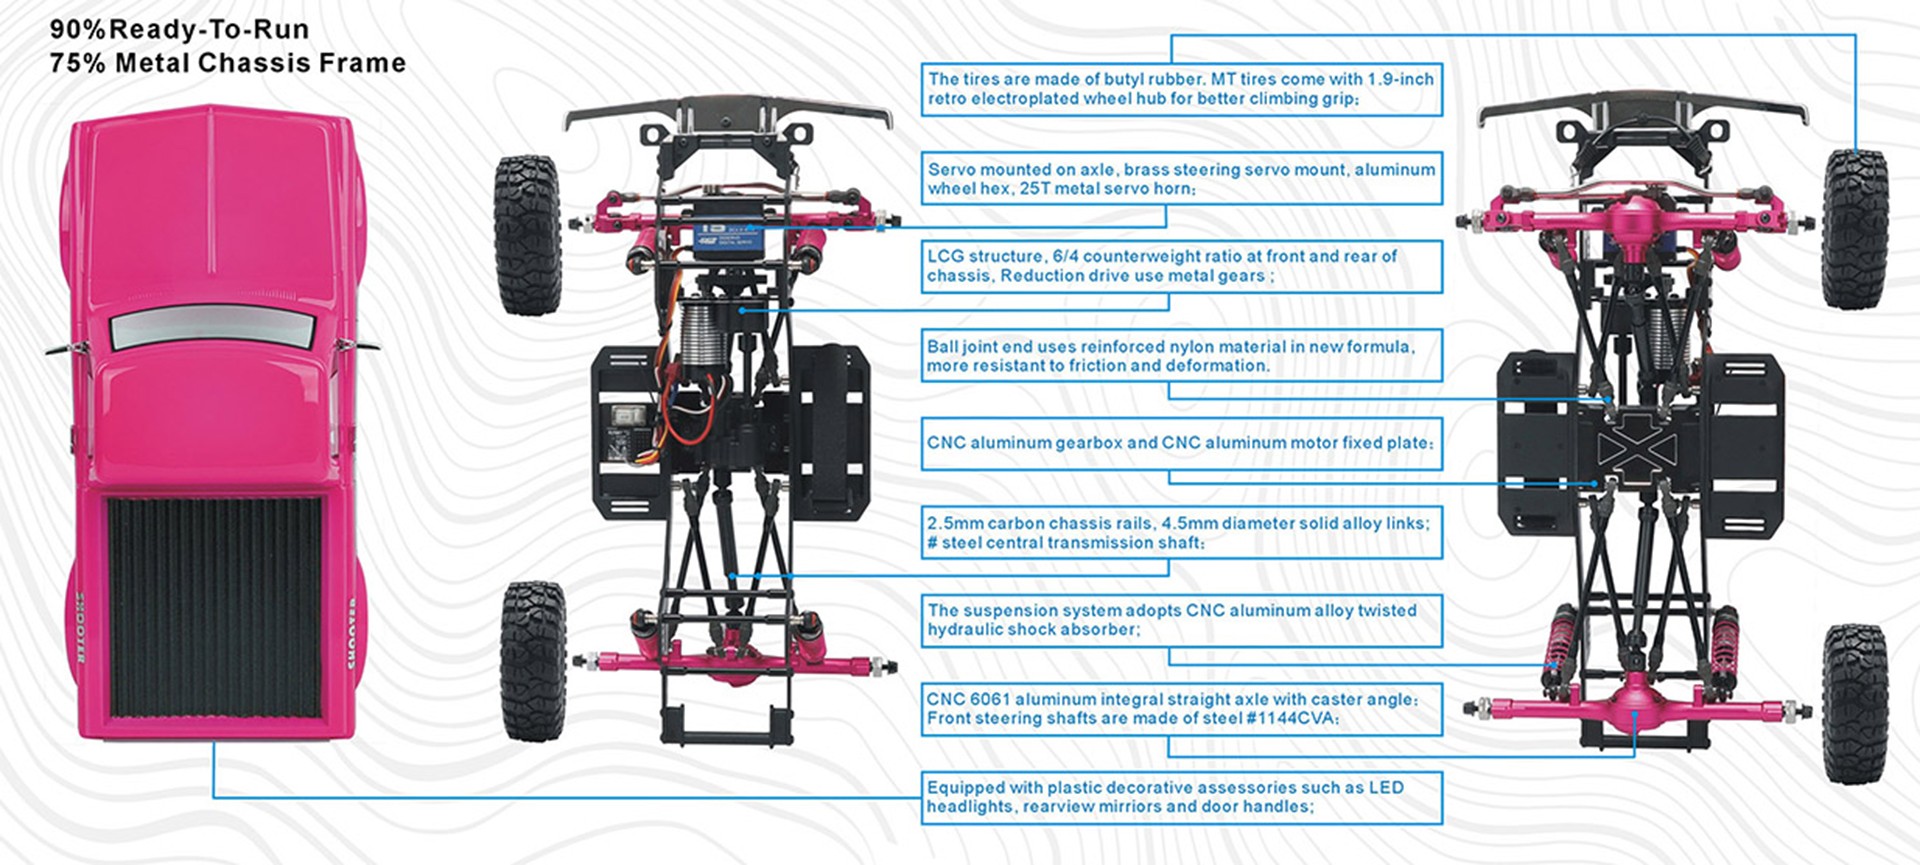 90%Ready-To-Run
75% Metal Chassis Frame
The tires are made of butyl rubber. MT tires come with 1.9-inch
retro electroplated wheel hub for better climbing grip;
Servo mounted on axle, brass steering servo mount, aluminum
wheel hex, 25T metal servo horn;
LCG structure, 6/4 counterweight ratio at front and rear of
chassis, Reduction drive use metal gears ;
Ball joint end uses reinforced nylon material in new formula,
more resistant to friction and deformation.
CNC aluminum gearbox and CNC aluminum motor fixed plate;
2.5mm carbon chassis rails, 4.5mm diameter solid alloy links;
# steel central transmission shaft;
The suspension system adopts CNC aluminum alloy twisted
hydraulic shock absorber;
CNC 6061 aluminum integral straight axle with caster angle;
Front steering shafts are made of steel #1144CVA;
Equipped with plastic decorative assessories such as LED
headlights, rearview mirriors and door handles;